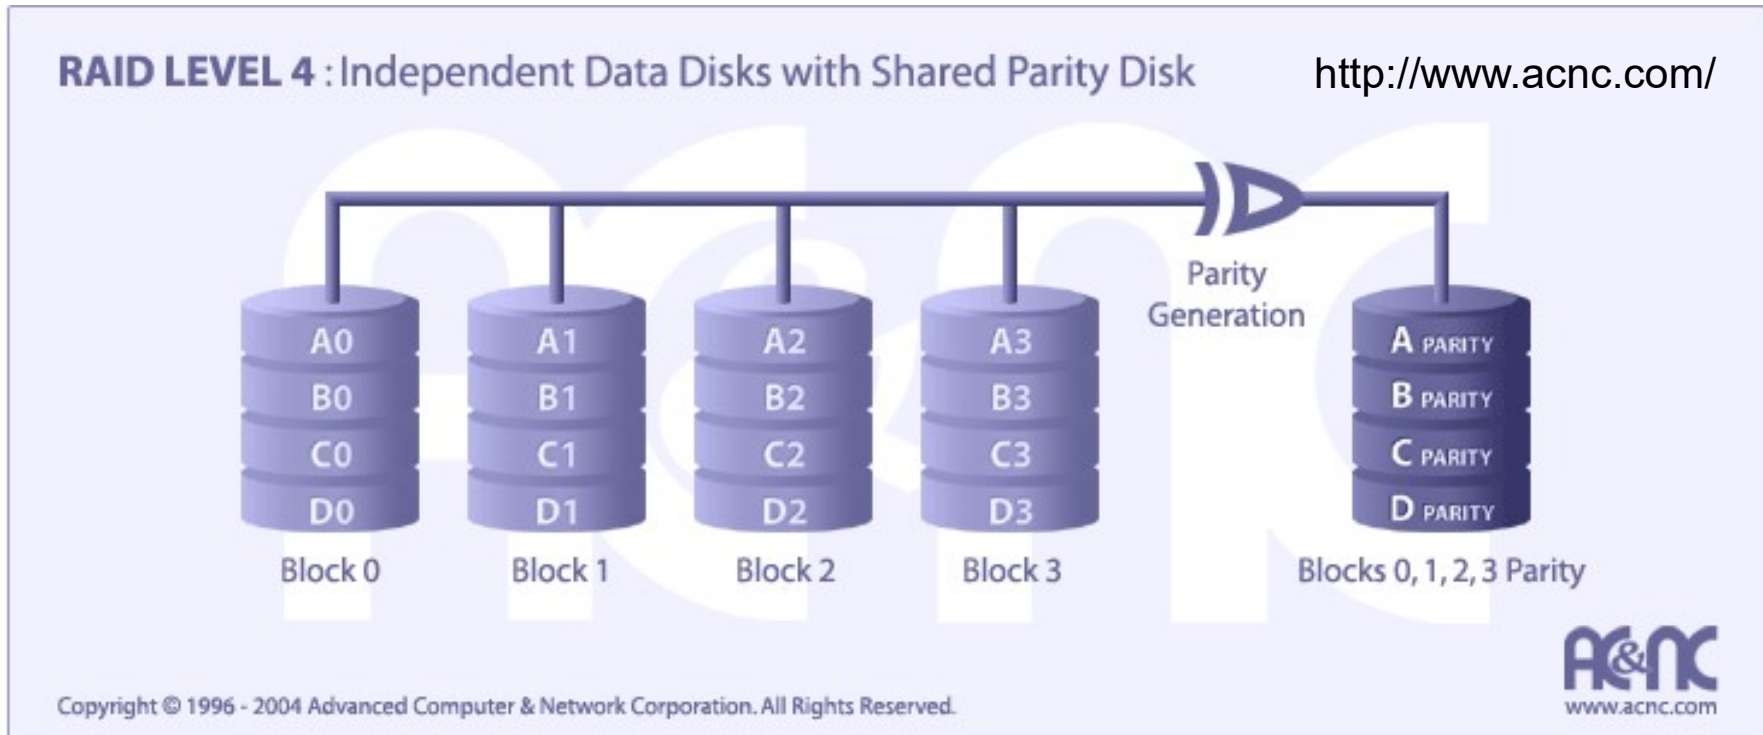 RAID LEVEL 4 : Independent Data Disks with Shared Parity Disk
http://www.acnc.com/
Parity
Generation
A0 A1 A2 A3 A PARITY
B0 B1 B2 B3 B PARITY
C0 C1 C2 C3 C PARITY
D0 D1 D2 D3 D PARITY
Block 0 Block 1 Block 2 Block 3 Blocks 0, 1, 2, 3 Parity
AC&NC
www.acnc.com
Copyright © 1996 - 2004 Advanced Computer & Network Corporation. All Rights Reserved.